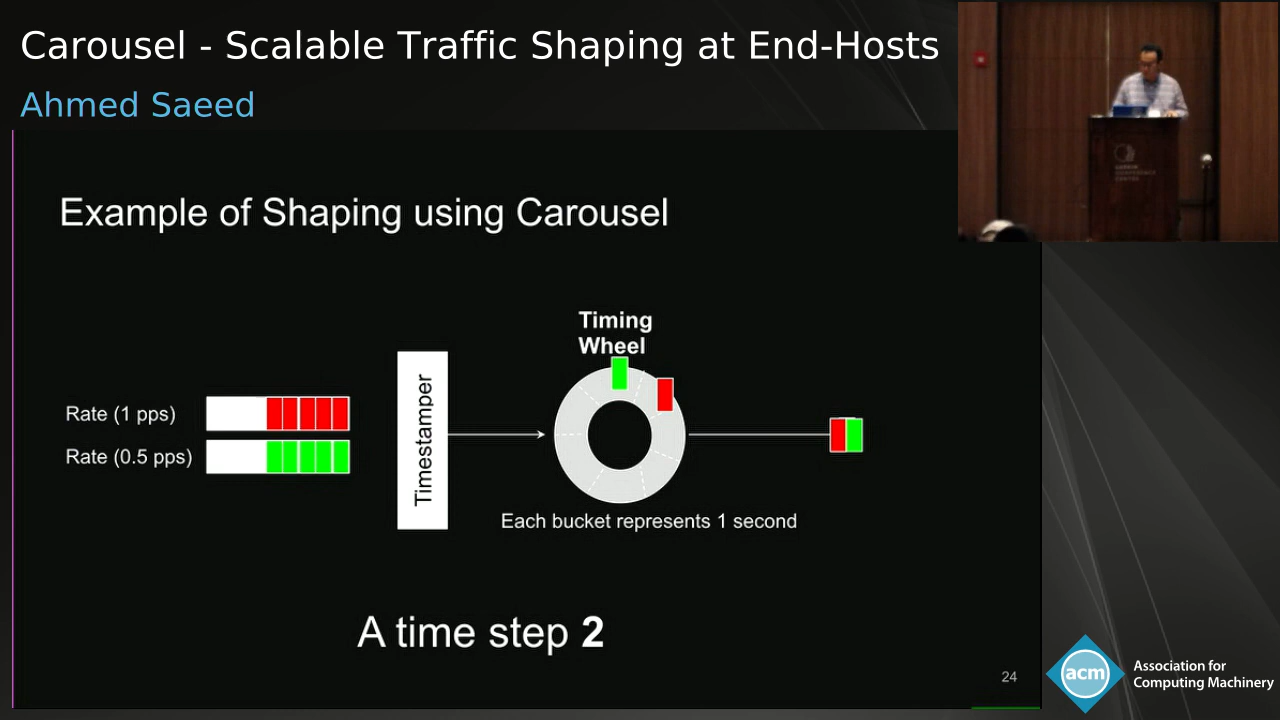 Carousel - Scalable Traffic Shaping at End-Hosts
Ahmed Saeed
Example of Shaping using Carousel
Timing
Wheel
Rate (1 pps)
Rate (0.5 pps)
Timestamper
Each bucket represents 1 second
A time step 2
24
acm
Association for
Computing Machinery